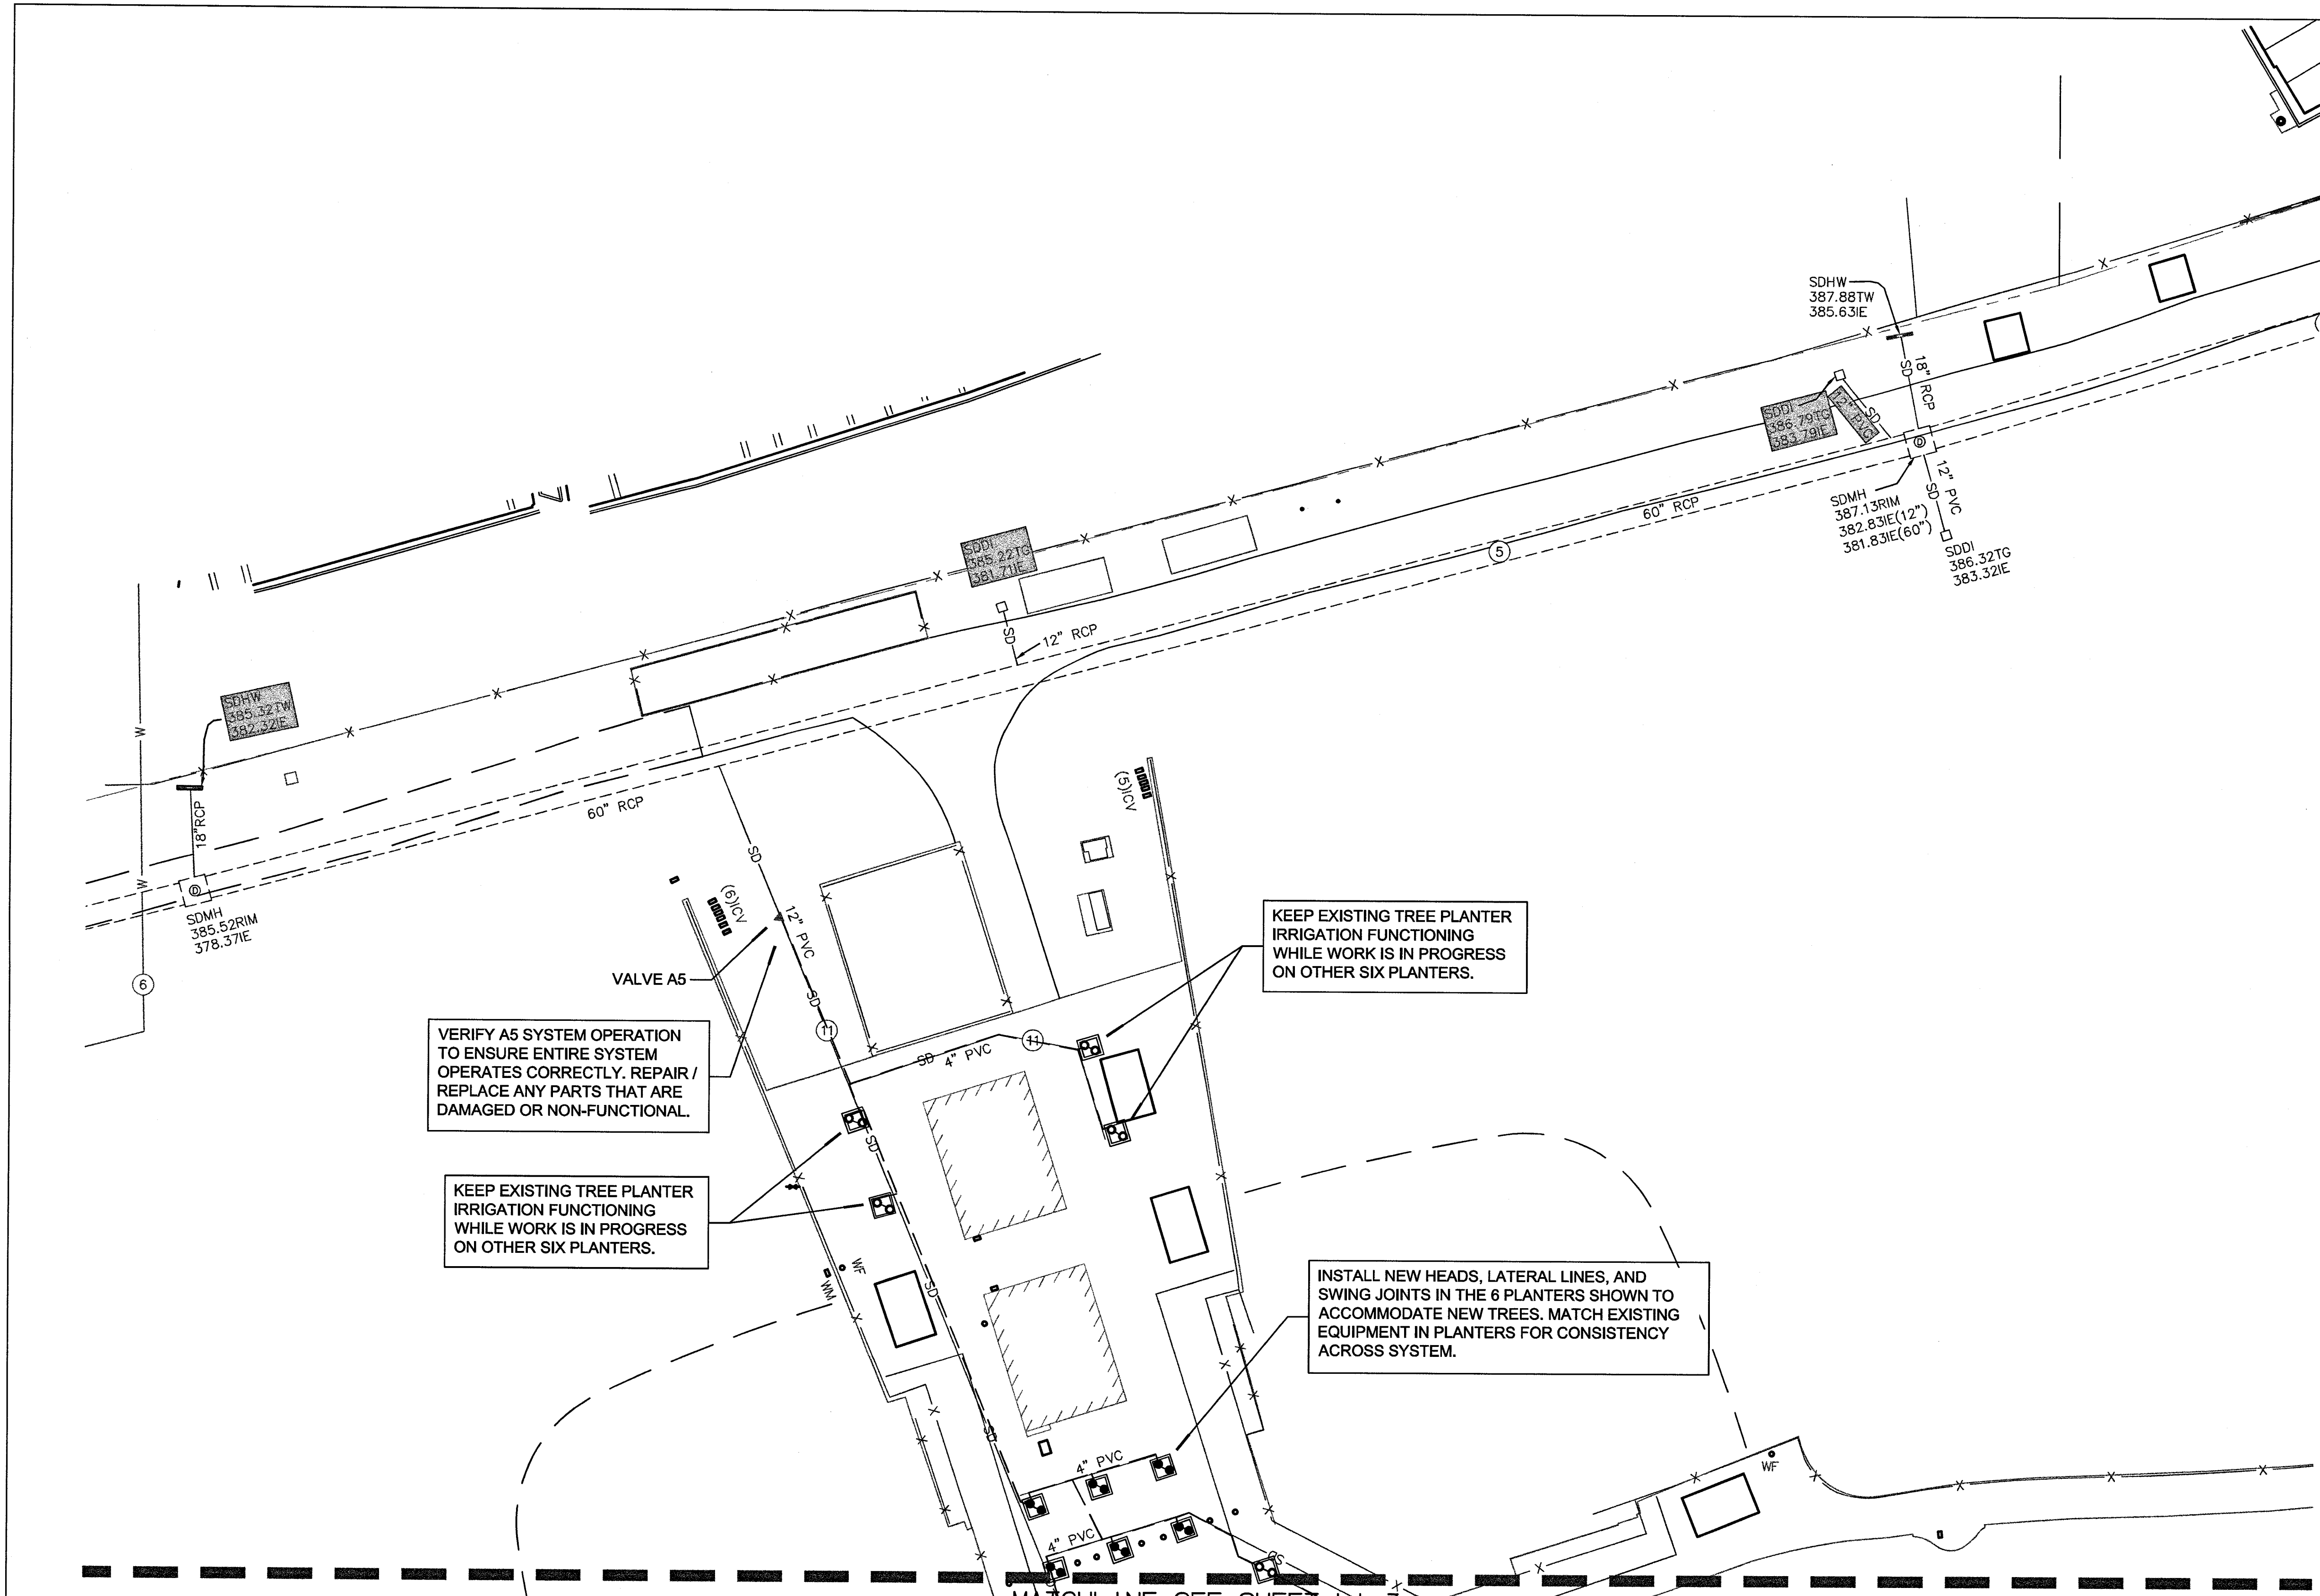 SDHW
387.88TW
385.63IE
18" RCP
SD
SDDI
386.79TG
383.79IE
12" PVC
SD
SDMH
387.13RIM
382.83IE(12")
381.83IE(60")
12" PVC
SD
SDDI
386.32TG
383.32IE
60" RCP
5
SDDI
385.22TG
381.71IE
SD
12" RCP
SDHW
385.32TW
382.32IE
W
W
18"RCP
SDMH
385.52RIM
378.37IE
6
60" RCP
SD
(6)ICV
12" PVC
SD
11
(5)ICV
VALVE A5
KEEP EXISTING TREE PLANTER
IRRIGATION FUNCTIONING
WHILE WORK IS IN PROGRESS
ON OTHER SIX PLANTERS.
VERIFY A5 SYSTEM OPERATION
TO ENSURE ENTIRE SYSTEM
OPERATES CORRECTLY. REPAIR /
REPLACE ANY PARTS THAT ARE
DAMAGED OR NON-FUNCTIONAL.
SD 4" PVC
11
SD
KEEP EXISTING TREE PLANTER
IRRIGATION FUNCTIONING
WHILE WORK IS IN PROGRESS
ON OTHER SIX PLANTERS.
WF
WM
SD
INSTALL NEW HEADS, LATERAL LINES, AND
SWING JOINTS IN THE 6 PLANTERS SHOWN TO
ACCOMMODATE NEW TREES. MATCH EXISTING
EQUIPMENT IN PLANTERS FOR CONSISTENCY
ACROSS SYSTEM.
SD
4" PVC
4" PVC
SD
WF
SEE SHEET